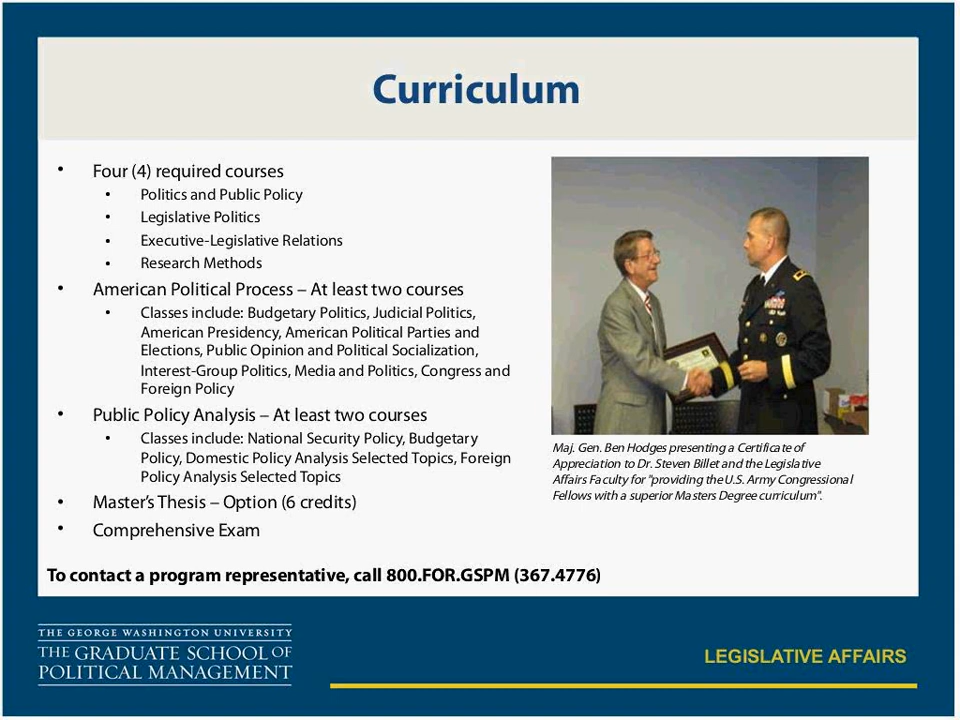 Curriculum
• Four (4) required courses
• Politics and Public Policy
• Legislative Politics
• Executive-Legislative Relations
• Research Methods
• American Political Process – At least two courses
• Classes include: Budgetary Politics, Judicial Politics,
American Presidency, American Political Parties and
Elections, Public Opinion and Political Socialization,
Interest-Group Politics, Media and Politics, Congress and
Foreign Policy
• Public Policy Analysis – At least two courses
• Classes include: National Security Policy, Budgetary
Policy, Domestic Policy Analysis Selected Topics, Foreign
Policy Analysis Selected Topics
• Master's Thesis – Option (6 credits)
• Comprehensive Exam
Maj. Gen. Ben Hodges presenting a Certificate of
Appreciation to Dr. Steven Billet and the Legislative
Affairs Faculty for "providing the U.S. Army Congressional
Fellows with a superior Masters Degree curriculum".
To contact a program representative, call 800.FOR.GSPM (367.4776)
THE GEORGE WASHINGTON UNIVERSITY
THE GRADUATE SCHOOL OF
POLITICAL MANAGEMENT
LEGISLATIVE AFFAIRS